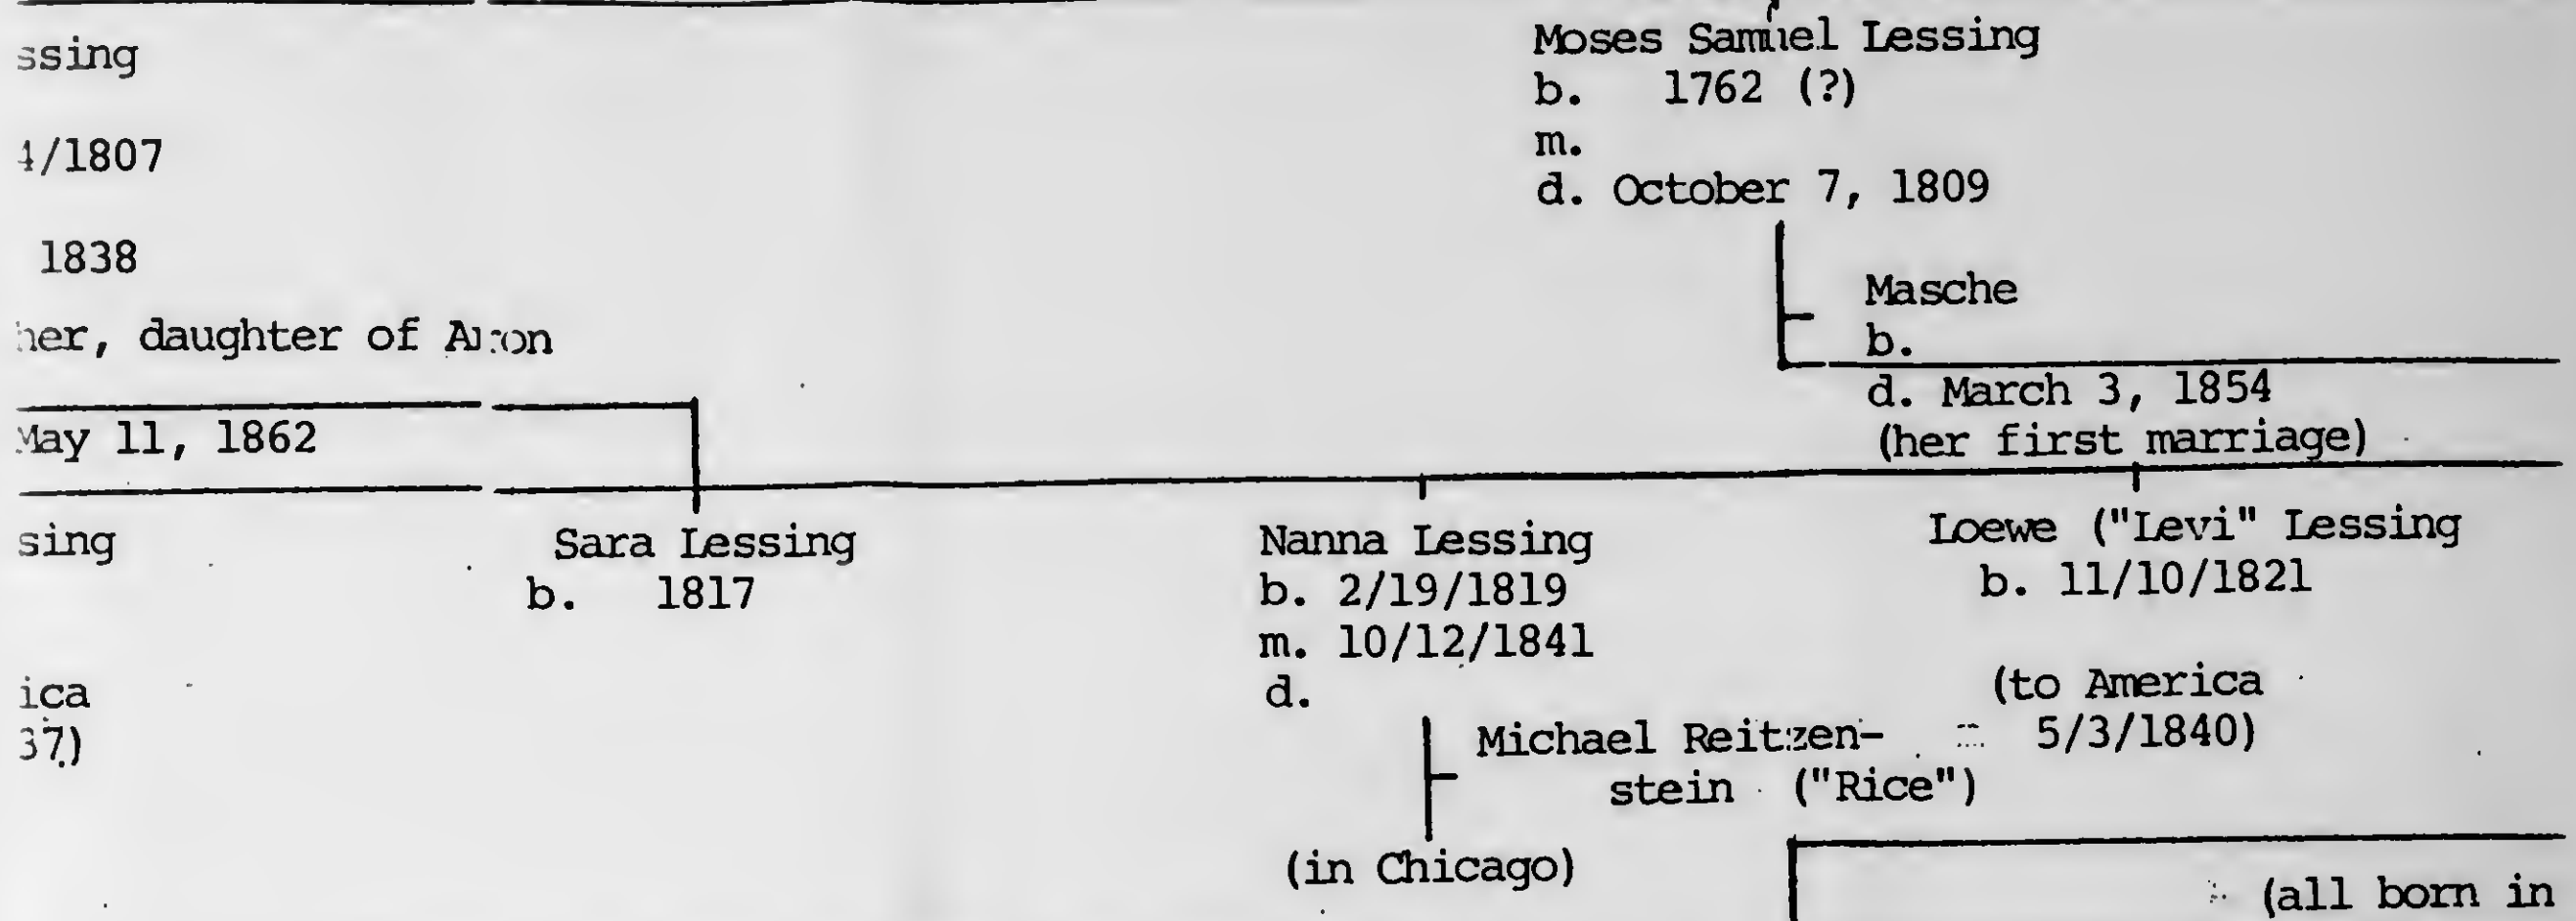 ssing
/1807
1838
her, daughter of Aron
May 11, 1862
Moses Samuel Lessing
b. 1762 (?)
m.
d. October 7, 1809
Masche
b.
d. March 3, 1854
(her first marriage)
sing
ica
37)
Sara Lessing
b. 1817
Nanna Lessing
b. 2/19/1819
m. 10/12/1841
d.
Michael Reitzen-
stein ("Rice")
(in Chicago)
Loewe ("Levi" Lessing
b. 11/10/1821
(to America
5/3/1840)
(all born in